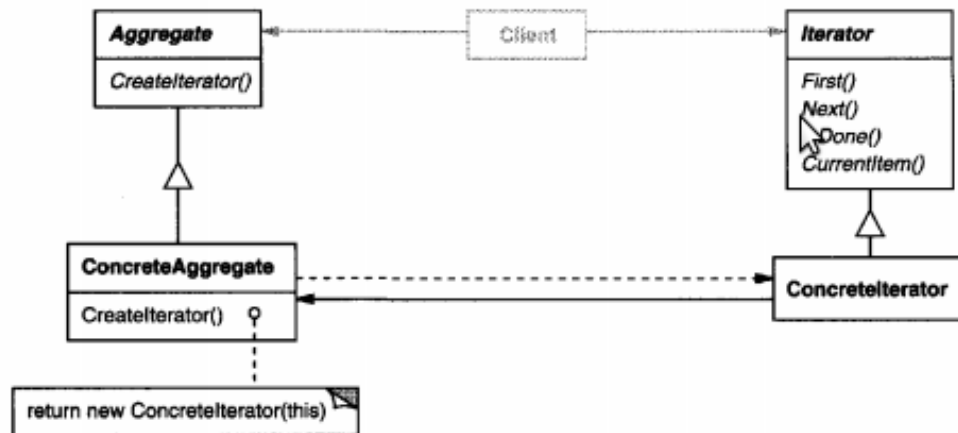 Aggregate
CreateIterator()
Client
Iterator
First()
Next()
Done()
CurrentItem()
ConcreteAggregate
CreateIterator()
ConcreteIterator
return new ConcreteIterator(this)